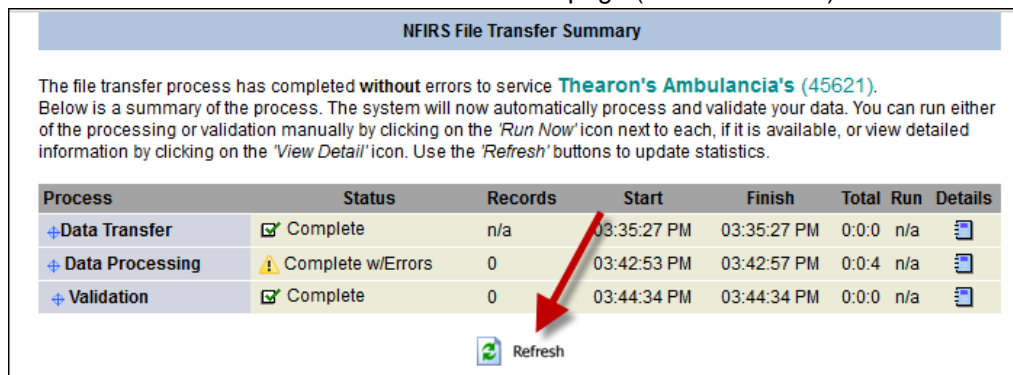 NFIRS File Transfer Summary
The file transfer process has completed without errors to service Thearon's Ambulancia's (45621).
Below is a summary of the process. The system will now automatically process and validate your data. You can run either
of the processing or validation manually by clicking on the 'Run Now' icon next to each, if it is available, or view detailed
information by clicking on the 'View Detail' icon. Use the 'Refresh' buttons to update statistics.
Process Status Records Start Finish Total Run Details
Data Transfer Complete n/a 03:35:27 PM 03:35:27 PM 0:0:0 n/a
Data Processing Complete w/Errors 0 03:42:53 PM 03:42:57 PM 0:0:4 n/a
Validation Complete 0 03:44:34 PM 03:44:34 PM 0:0:0 n/a
Refresh